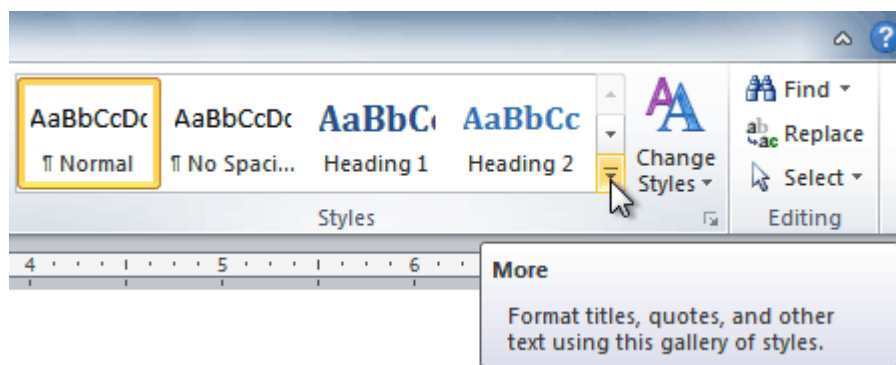 ?
AaBbCcDc AaBbCcDc AaBbC AaBbCc
¶ Normal ¶ No Spaci... Heading 1 Heading 2
Change
Styles
Find
Replace
Select
Styles
Editing
4 5 6
More
Format titles, quotes, and other
text using this gallery of styles.